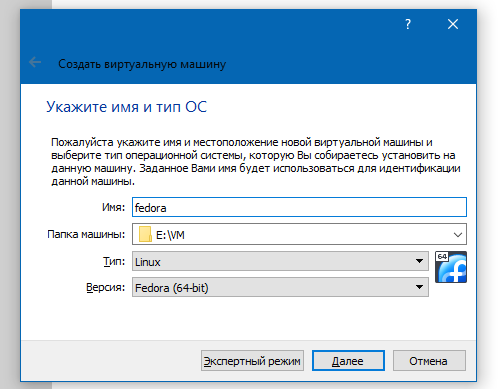 ?
Создать виртуальную машину
Укажите имя и тип ОС
Пожалуйста укажите имя и местоположение новой виртуальной машины и
выберите тип операционной системы, которую Вы собираетесь установить на
данную машину. Заданное Вами имя будет использоваться для идентификации
данной машины.
Имя: fedora
Папка машины: E:\VM
Тип: Linux
64
Версия: Fedora (64-bit)
Экспертный режим Далее Отмена